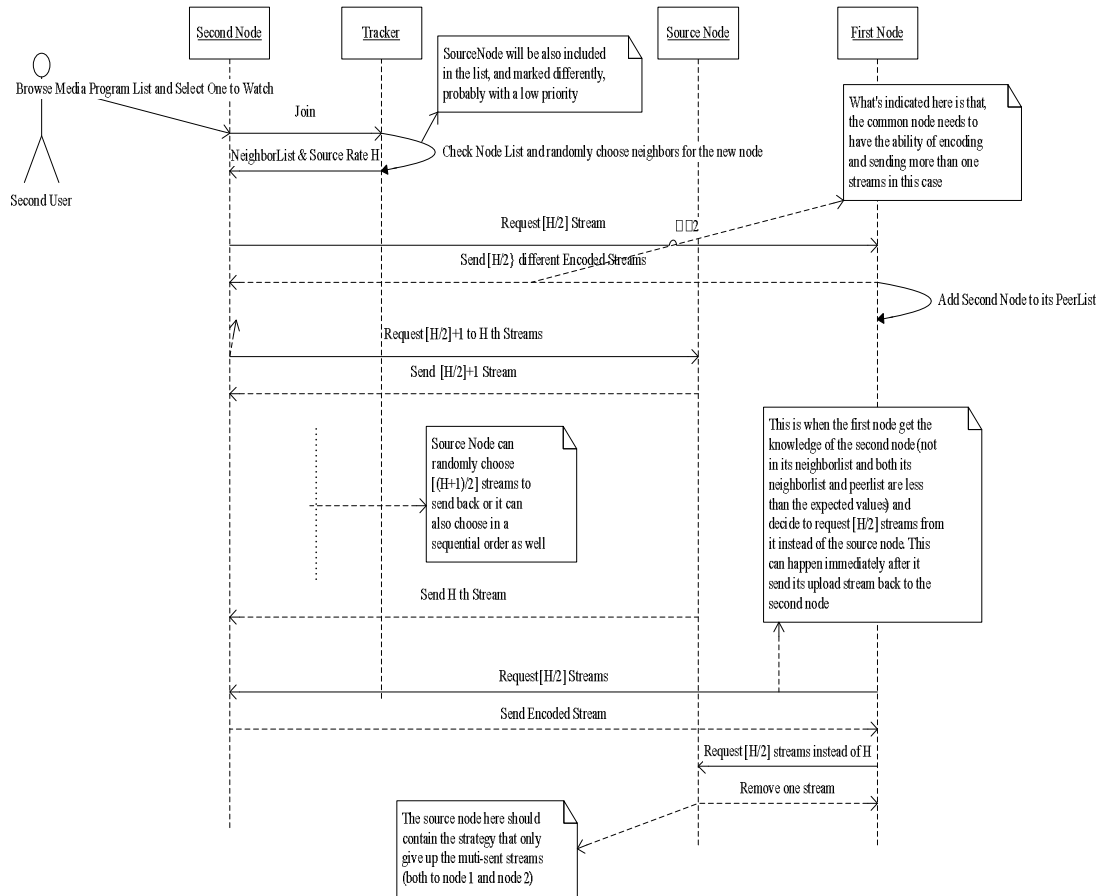 Second Node
Tracker
Source Node
First Node
SourceNode will be also included
in the list, and marked differently,
probably with a low priority
Browse Media Program List and Select One to Watch
What's indicated here is that,
the common node needs to
have the ability of encoding
and sending more than one
streams in this case
Join
NeighborList & Source Rate H
Check Node List and randomly choose neighbors for the new node
Second User
Request [H/2] Stream
2
Send [H/2} different Encoded Streams
Add Second Node to its PeerList
Request [H/2]+1 to H th Streams
Send [H/2]+1 Stream
Source Node can
randomly choose
[(H+1)/2] streams to
send back or it can
also choose in a
sequential order as well
This is when the first node get the
knowledge of the second node (not
in its neighborlist and both its
neighborlist and peerlist are less
than the expected values) and
decide to request [H/2] streams from
it instead of the source node. This
can happen immediately after it
send its upload stream back to the
second node
Send H th Stream
Request [H/2] Streams
Send Encoded Stream
Request [H/2] streams instead of H
Remove one stream
The source node here should
contain the strategy that only
give up the muti-sent streams
(both to node 1 and node 2)